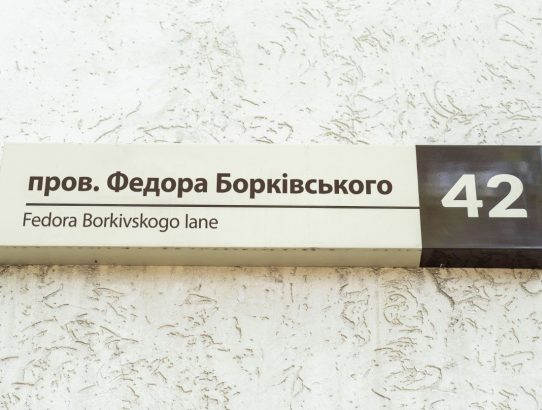 пров. Федора Борківського
Fedora Borkivskogo lane
42